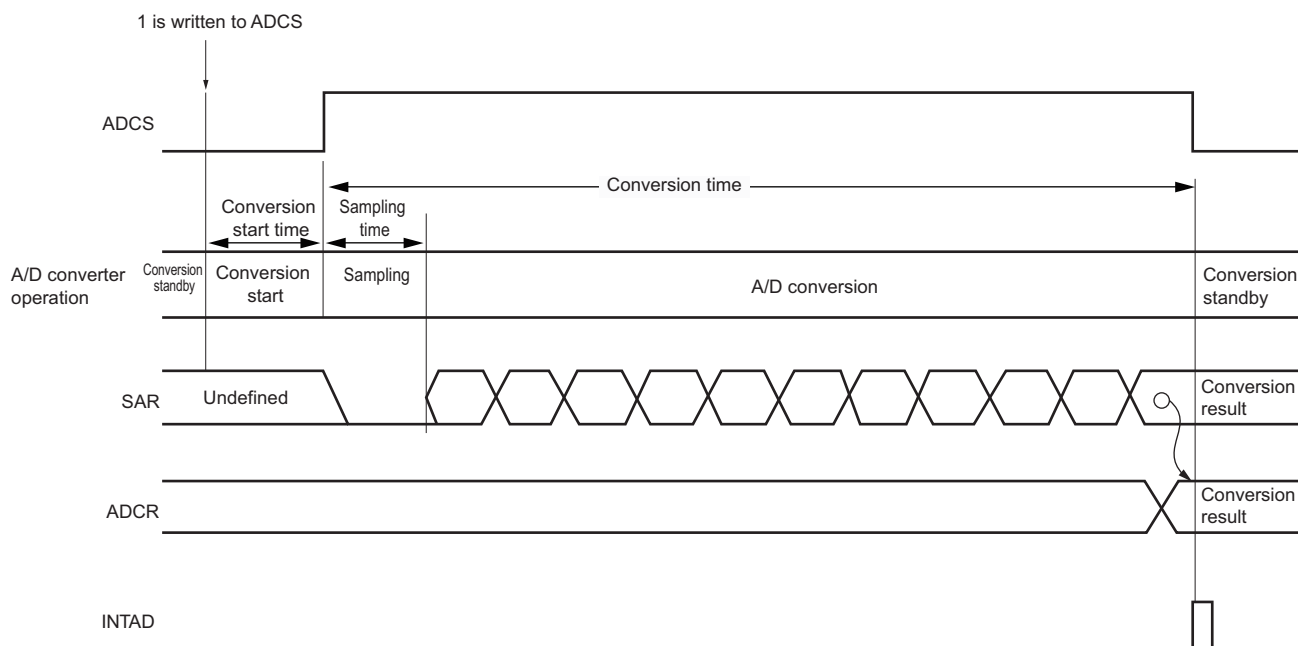 1 is written to ADCS
ADCS
Conversion time
Conversion
start time
Sampling
time
A/D converter
operation
Conversion
standby
Conversion
start
Sampling
A/D conversion
Conversion
standby
SAR
Undefined
Conversion
result
ADCR
Conversion
result
INTAD